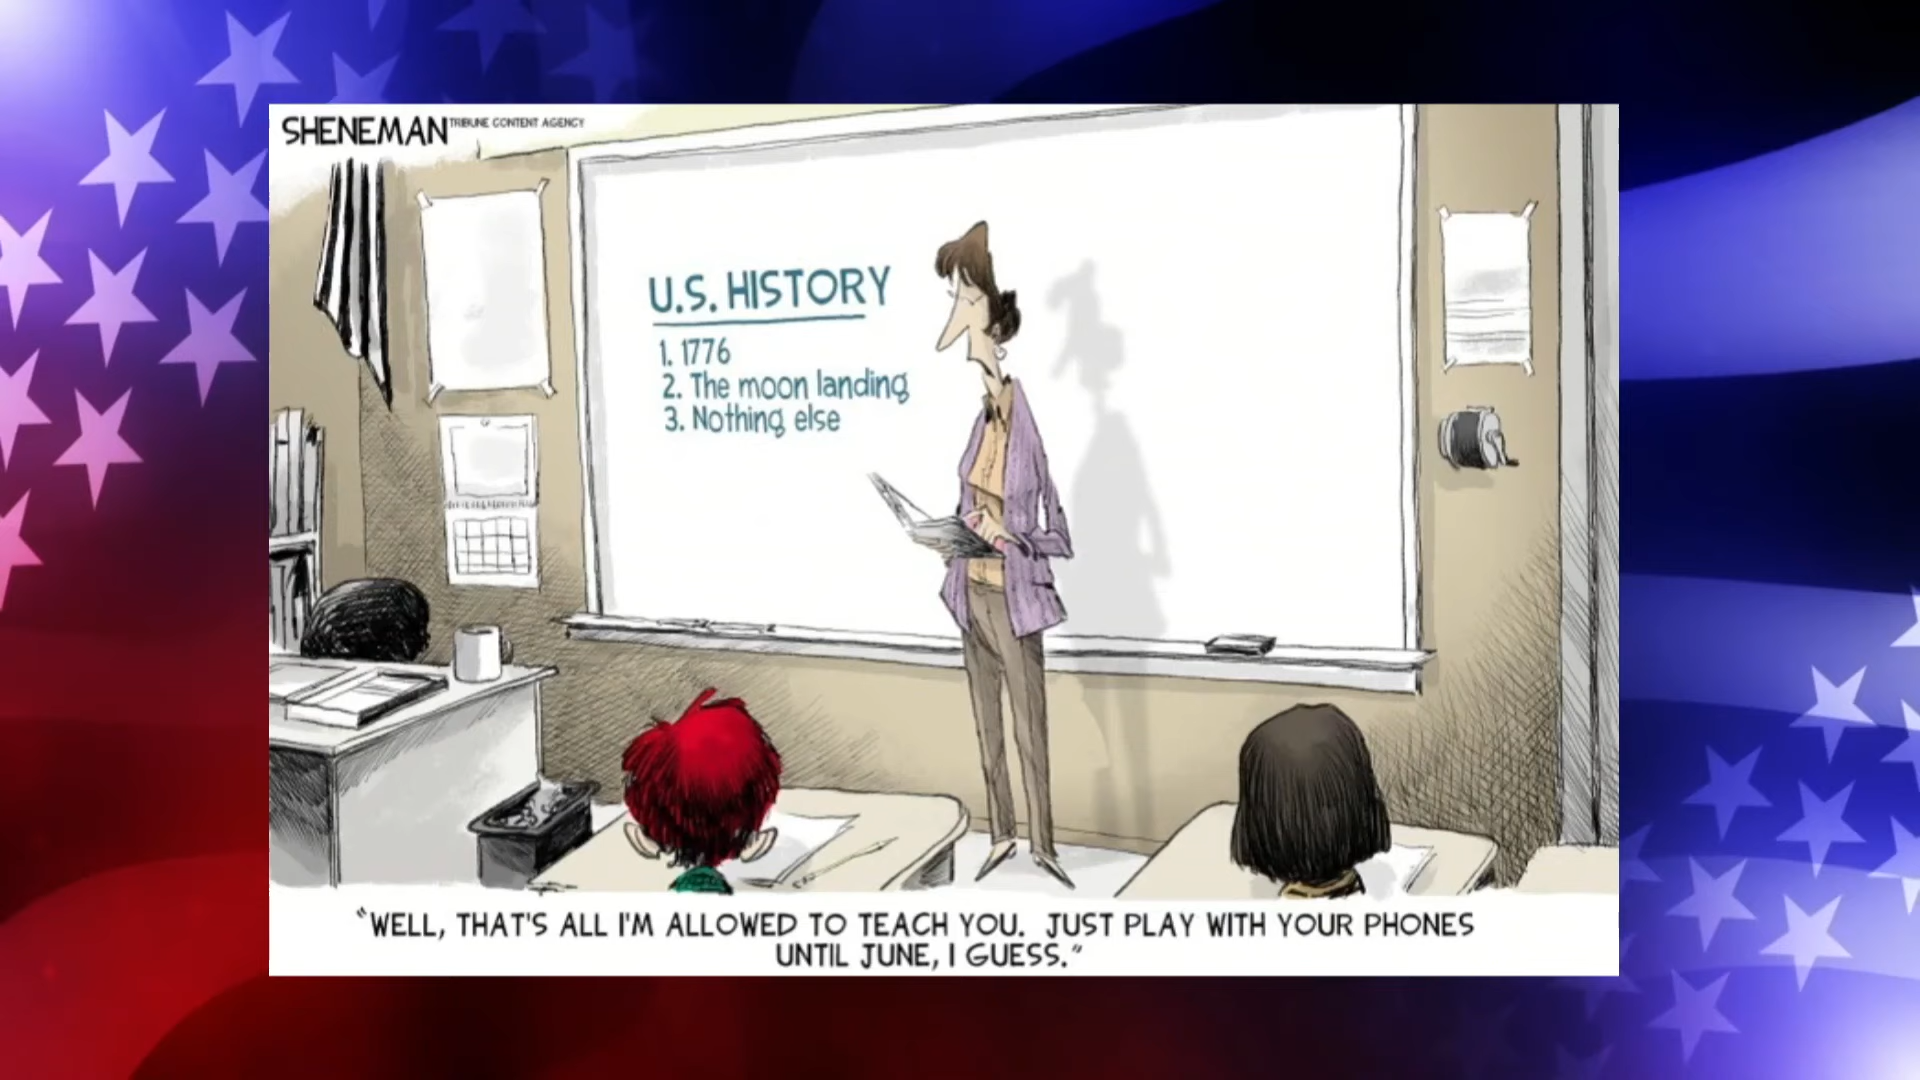 SHENEMAN TRIBUNE CONTENT AGENCY
U.S. HISTORY
1. 1776
2. The moon landing
3. Nothing else
“WELL, THAT'S ALL I'M ALLOWED TO TEACH YOU. JUST PLAY WITH YOUR PHONES
UNTIL JUNE, I GUESS.”